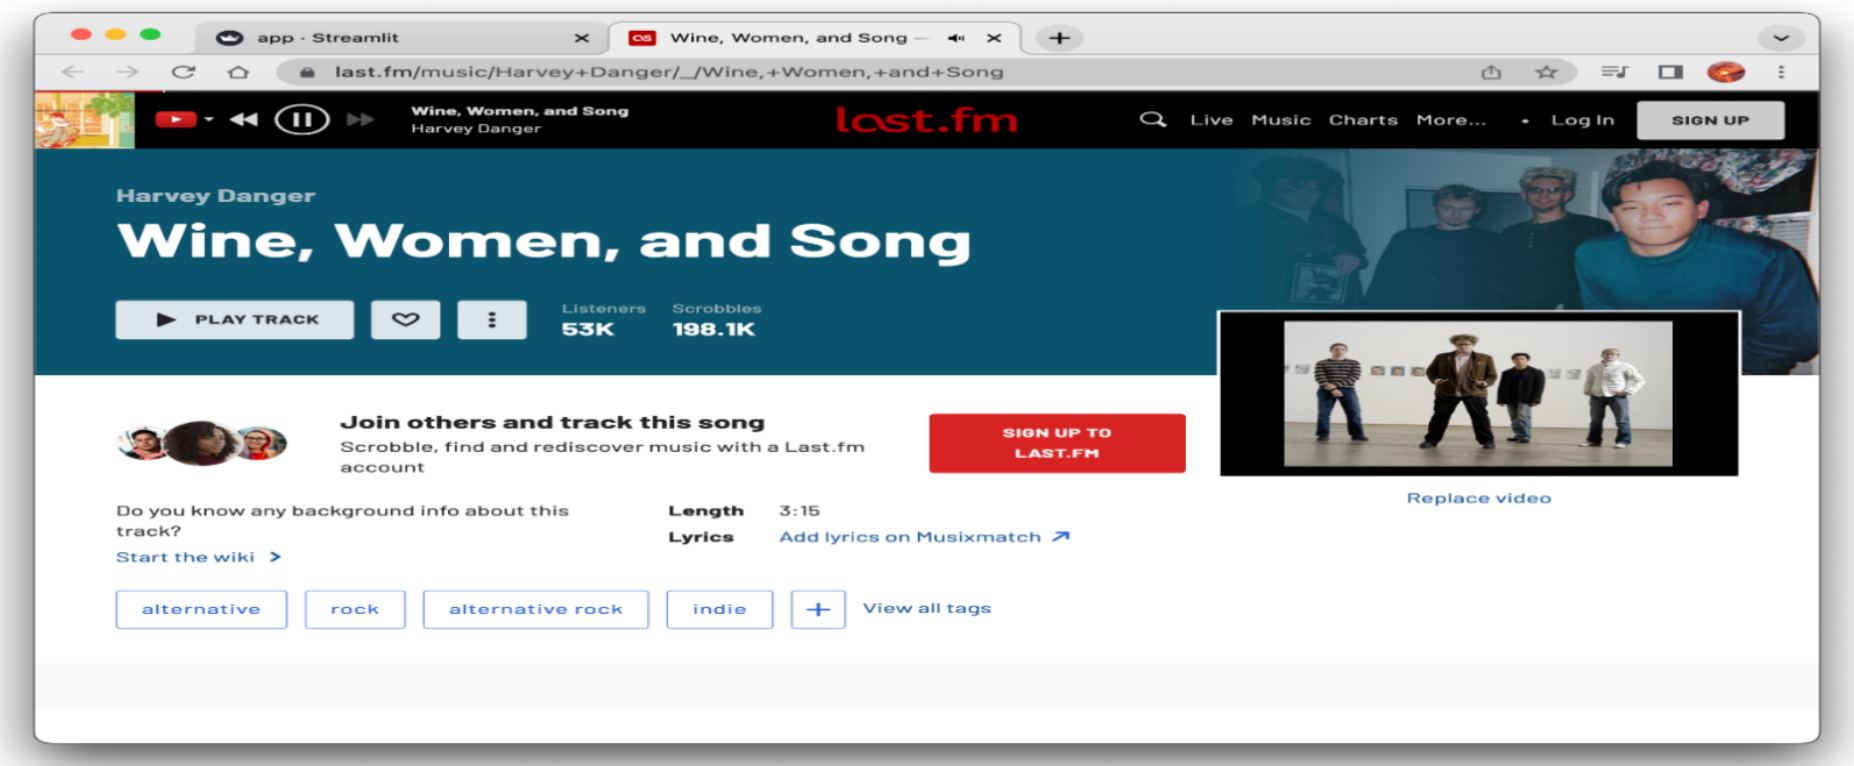 app · Streamlit
Wine, Women, and Song —
last.fm/music/Harvey+Danger/_/Wine,+Women,+and+Song
Wine, Women, and Song
Harvey Danger
last.fm
Live Music Charts More... • Log In SIGN UP
Harvey Danger
Wine, Women, and Song
PLAY TRACK
Listeners Scrobbles
53K 198.1K
Join others and track this song
Scrobble, find and rediscover music with a Last.fm
account
SIGN UP TO
LAST.FM
Replace video
Do you know any background info about this
track?
Start the wiki
Length 3:15
Lyrics Add lyrics on Musixmatch
alternative rock alternative rock indie + View all tags